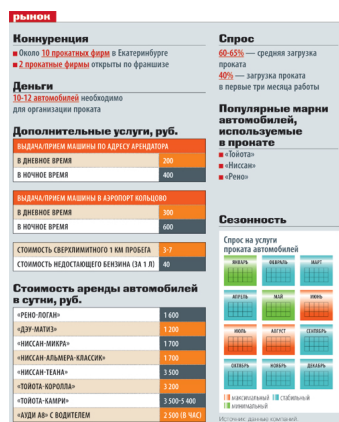 рынок
Конкуренция
Около 10 прокатных фирм в Екатеринбурге
2 прокатные фирмы открыты по франшизе
Деньги
10-12 автомобилей необходимо
для организации проката
Дополнительные услуги, руб.
ВЫДАЧА/ПРИЕМ МАШИНЫ ПО АДРЕСУ АРЕНДАТОРА
В ДНЕВНОЕ ВРЕМЯ 200
В НОЧНОЕ ВРЕМЯ 400
ВЫДАЧА/ПРИЕМ МАШИНЫ В АЭРОПОРТ КОЛЬЦОВО
В ДНЕВНОЕ ВРЕМЯ 300
В НОЧНОЕ ВРЕМЯ 600
СТОИМОСТЬ СВЕРХЛИМИТНОГО 1 КМ ПРОБЕГА 3-7
СТОИМОСТЬ НЕДОСТАЮЩЕГО БЕНЗИНА (ЗА 1 Л) 40
Стоимость аренды автомобилей
в сутки, руб.
«РЕНО-ЛОГАН» 1 600
«ДЭУ-МАТИЗ» 1 200
«НИССАН-МИКРА» 1 700
«НИССАН-АЛЬМЕРА-КЛАССИК» 1 700
«НИССАН-ТЕАНА» 3 500
«ТОЙОТА-КОРОЛЛА» 3 200
«ТОЙОТА-КАМРИ» 3 500-5 400
«АУДИ А8» С ВОДИТЕЛЕМ 2 500 (В ЧАС)
Спрос
60-65% — средняя загрузка
проката
40% — загрузка проката
в первые три месяца работы
Популярные марки
автомобилей,
используемые
в прокате
«Тойота»
«Ниссан»
«Рено»
Сезонность
Спрос на услуги
проката автомобилей
ЯНВАРЬ ФЕВРАЛЬ МАРТ
АПРЕЛЬ МАЙ ИЮНЬ
ИЮЛЬ АВГУСТ СЕНТЯБРЬ
ОКТЯБРЬ НОЯБРЬ ДЕКАБРЬ
максимальный стабильный
минимальный
Источник: данные компаний